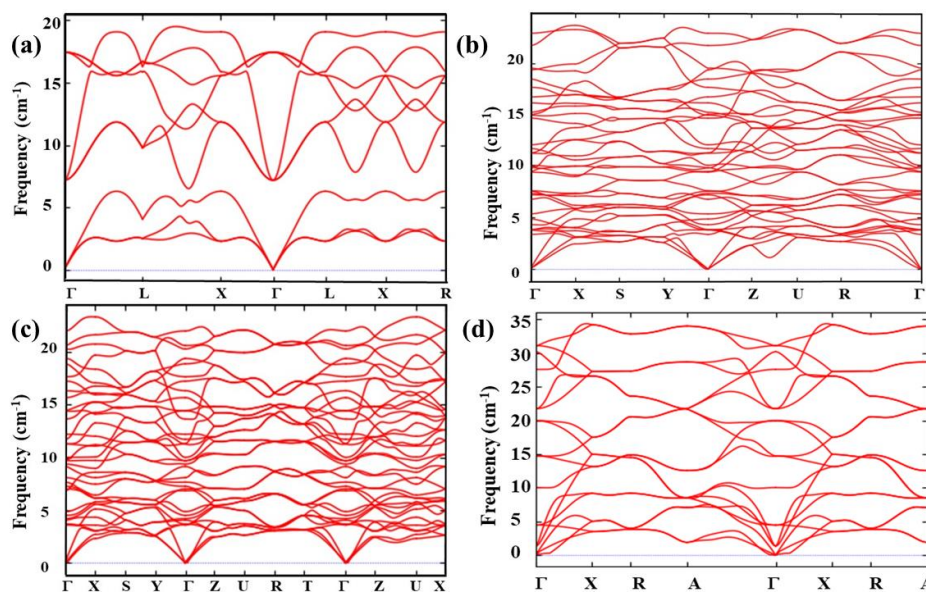 (a)
Frequency (cm-1)
20
15
10
5
0
Γ L X Γ L X R
(b)
Frequency (cm-1)
20
15
10
5
0
Γ X S Y Γ Z U R Γ
(c)
Frequency (cm-1)
20
15
10
5
0
Γ X S Y Γ Z U R T Γ Z U X
(d)
Frequency (cm-1)
35
30
25
20
15
10
5
0
Γ X R A Γ X R A